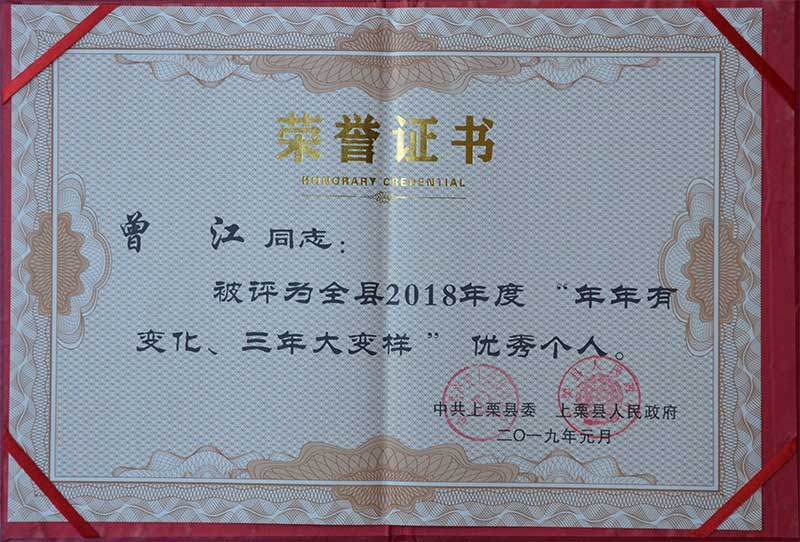 荣誉证书
HONORARY CREDENTIAL
曾 江 同志：
被评为全县2018年度“年年有
变化、三年大变样”优秀个人。
中共上栗县委 上栗县人民政府
二〇一九年元月